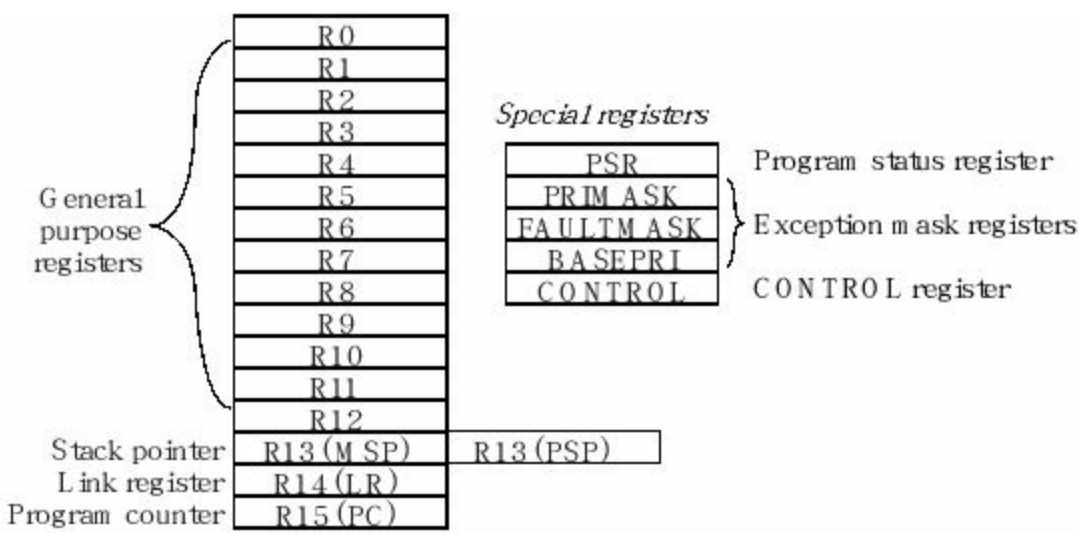 R0
R1
R2
R3
R4
R5
R6
R7
R8
R9
R10
R11
R12
General
purpose
registers
Stack pointer R13(MSP) R13(PSP)
Link register R14(LR)
Program counter R15(PC)
Special registers
PSR Program status register
PRIMASK
FAULTMASK Exception mask registers
BASEPRI
CONTROL CONTROL register